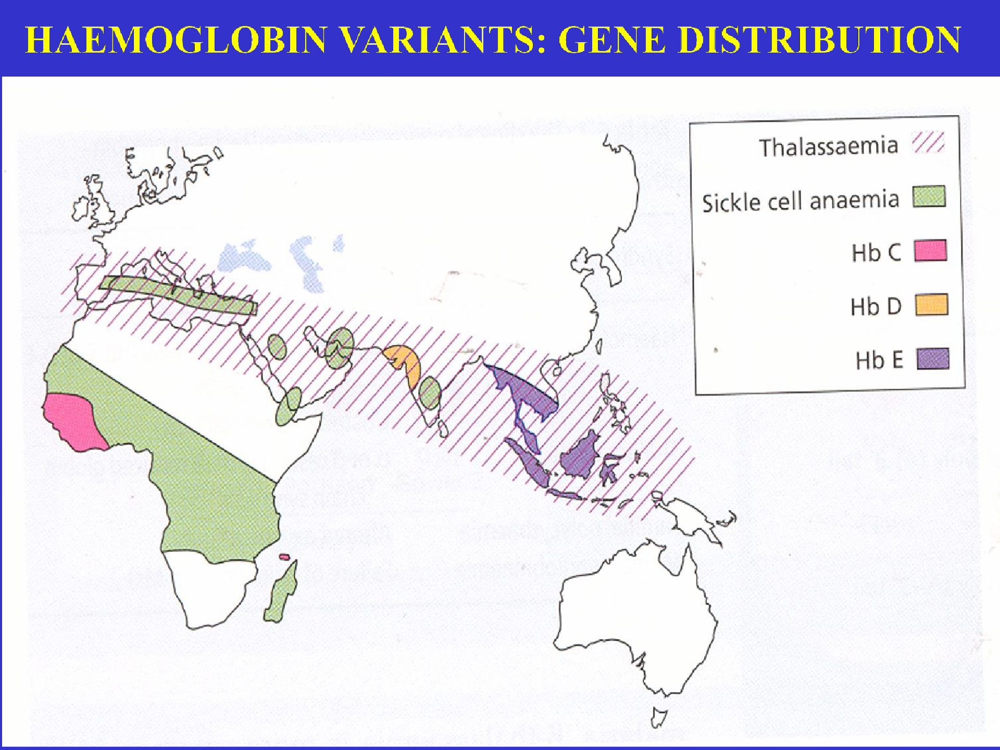 HAEMOGLOBIN VARIANTS: GENE DISTRIBUTION
Thalassaemia
Sickle cell anaemia
Hb C
Hb D
Hb E